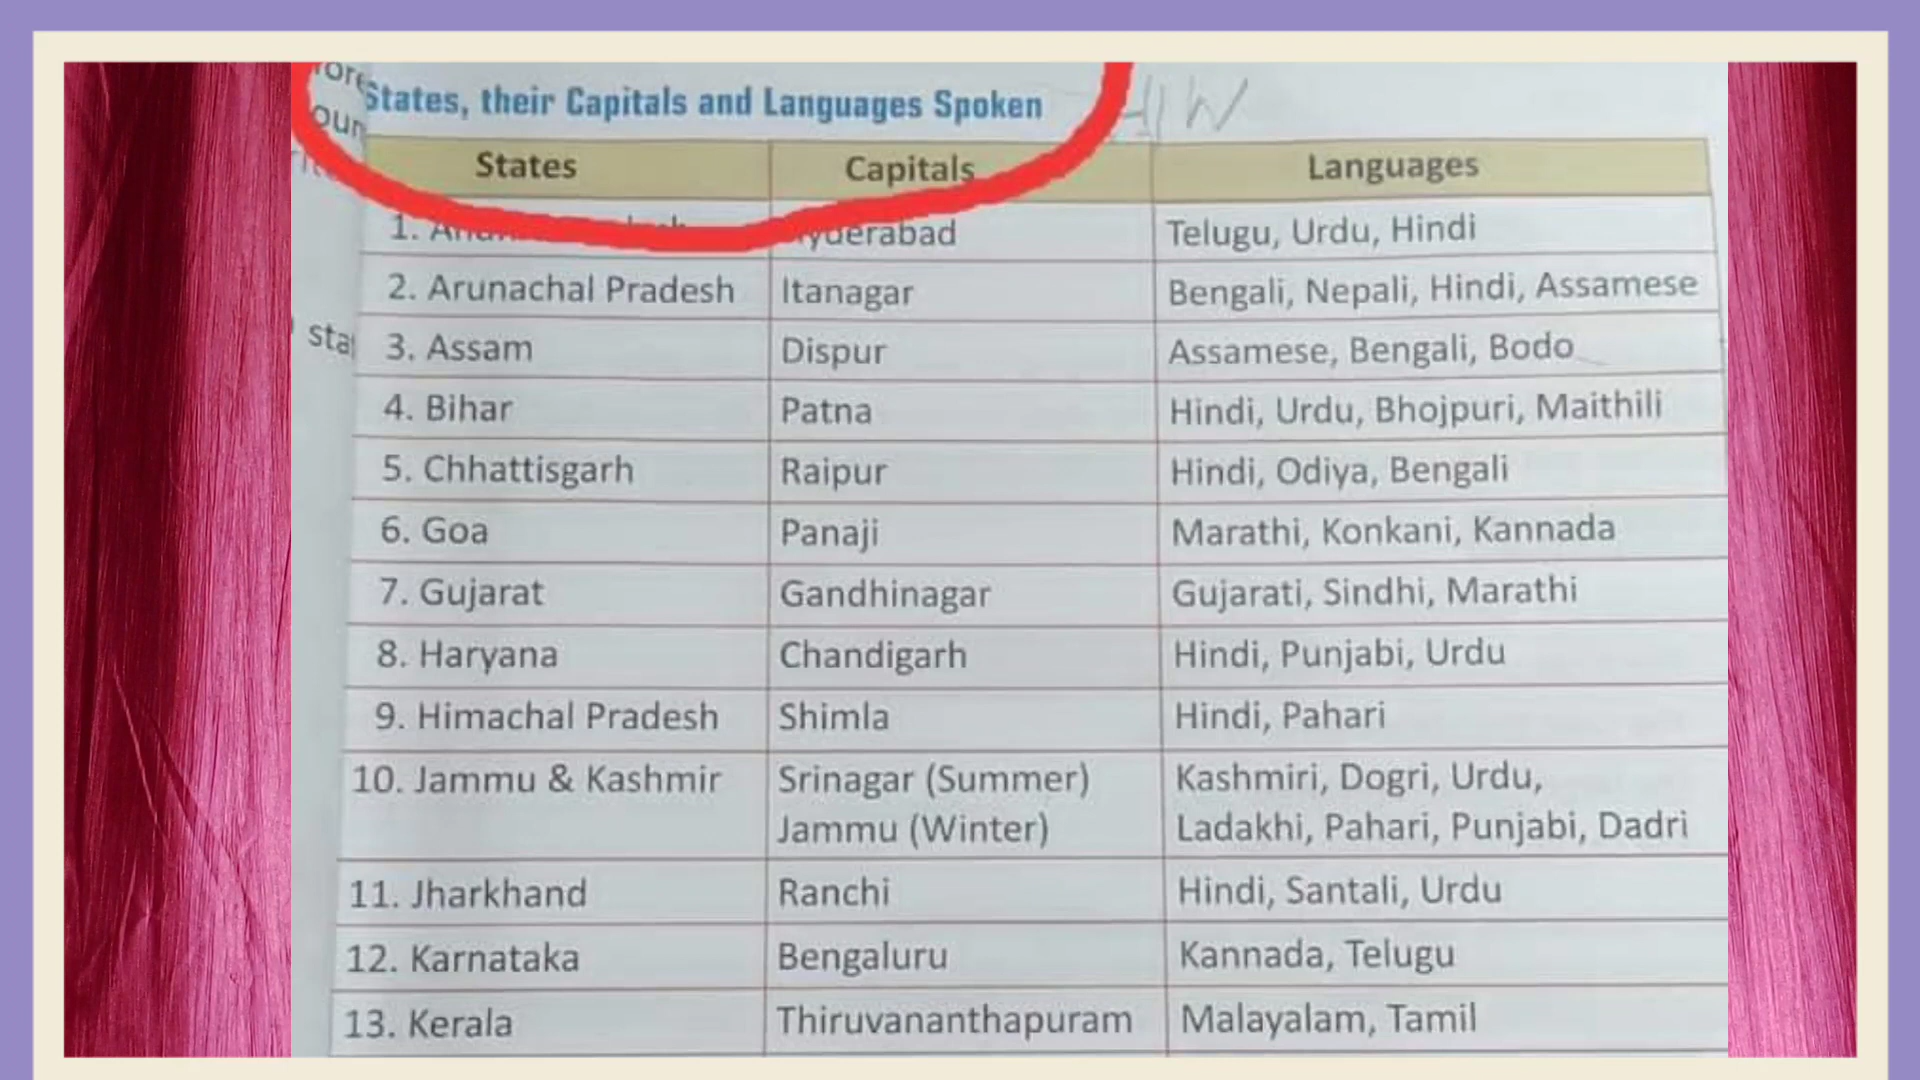 States, their Capitals and Languages Spoken H/W
States Capitals Languages
1. Hyderabad Telugu, Urdu, Hindi
2. Arunachal Pradesh Itanagar Bengali, Nepali, Hindi, Assamese
3. Assam Dispur Assamese, Bengali, Bodo
4. Bihar Patna Hindi, Urdu, Bhojpuri, Maithili
5. Chhattisgarh Raipur Hindi, Odiya, Bengali
6. Goa Panaji Marathi, Konkani, Kannada
7. Gujarat Gandhinagar Gujarati, Sindhi, Marathi
8. Haryana Chandigarh Hindi, Punjabi, Urdu
9. Himachal Pradesh Shimla Hindi, Pahari
10. Jammu & Kashmir Srinagar (Summer) Kashmiri, Dogri, Urdu,
Jammu (Winter) Ladakhi, Pahari, Punjabi, Dadri
11. Jharkhand Ranchi Hindi, Santali, Urdu
12. Karnataka Bengaluru Kannada, Telugu
13. Kerala Thiruvananthapuram Malayalam, Tamil